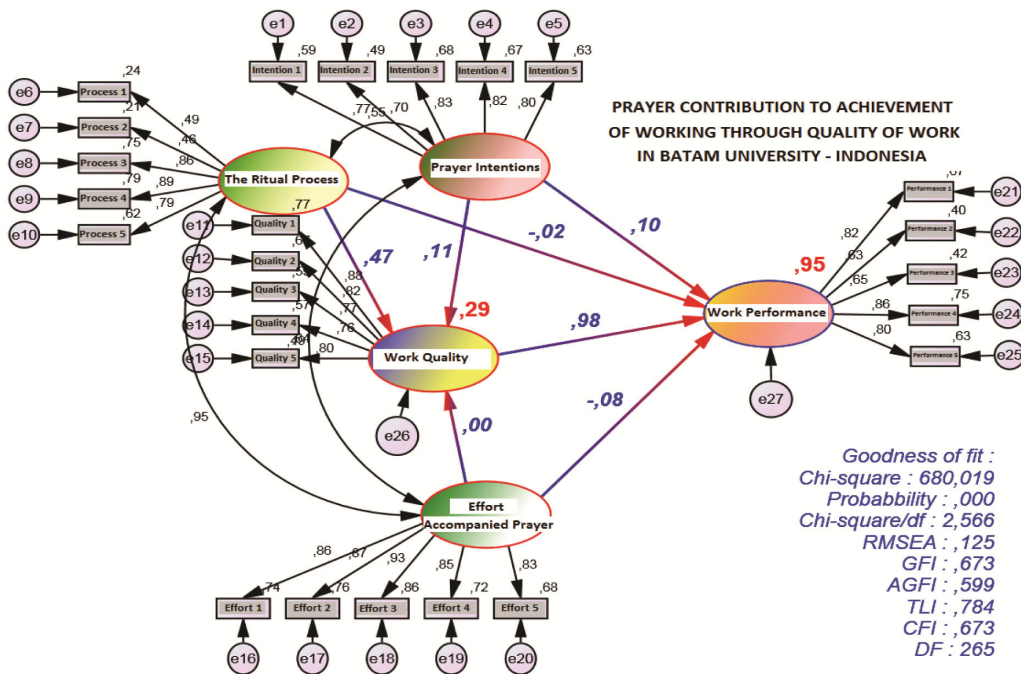 e1
e2
e3
e4
e5
,59
,49
,68
,67
,63
Intention 1
Intention 2
Intention 3
Intention 4
Intention 5
,77
,55
,70
,83
,82
,80
PRAYER CONTRIBUTION TO ACHIEVEMENT
OF WORKING THROUGH QUALITY OF WORK
IN BATAM UNIVERSITY - INDONESIA
e6
,24
Process 1
e7
,21
Process 2
e8
,75
Process 3
e9
,79
Process 4
e10
,62
Process 5
,49
,46
,86
,89
,79
The Ritual Process
Prayer Intentions
e11
,77
Quality 1
e12
Quality 2
e13
Quality 3
e14
,57
Quality 4
e15
Quality 5
,88
,82
,77
,76
,80
,47
,11
-,02
,10
,29
Work Quality
,98
,95
Work Performance
Performance 1
e21
,40
Performance 2
e22
,42
Performance 3
e23
,75
Performance 4
e24
,63
Performance 5
e25
,82
,63
,65
,86
,80
e26
e27
,00
-,08
,95
Effort
Accompanied Prayer
,86
,87
,93
,85
,83
,74
,76
,86
,72
,68
Effort 1
Effort 2
Effort 3
Effort 4
Effort 5
e16
e17
e18
e19
e20
Goodness of fit :
Chi-square : 680,019
Probabbility : ,000
Chi-square/df : 2,566
RMSEA : ,125
GFI : ,673
AGFI : ,599
TLI : ,784
CFI : ,673
DF : 265